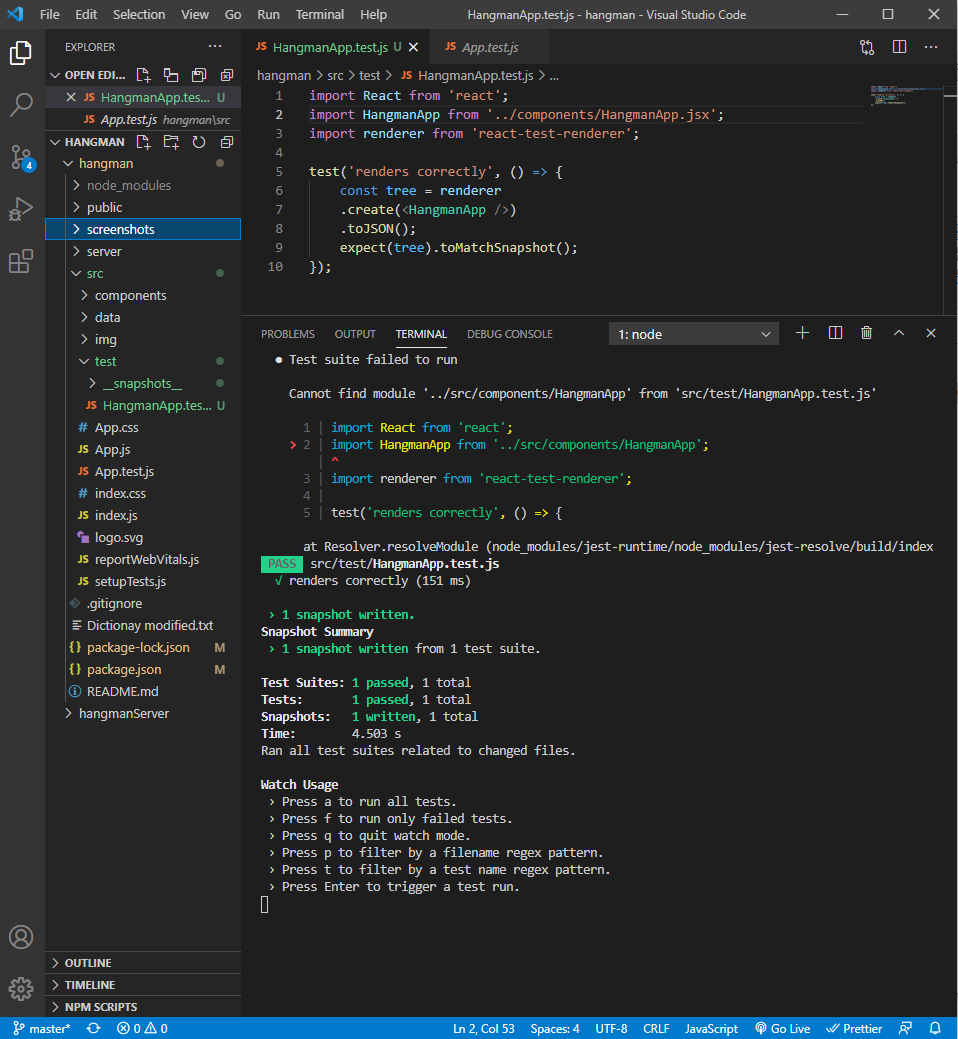 File Edit Selection View Go Run Terminal Help HangmanApp.test.js - hangman - Visual Studio Code
EXPLORER
OPEN EDI...
JS HangmanApp.tes... U
JS App.test.js hangman\src
HANGMAN
hangman
node_modules
public
screenshots
server
src
components
data
img
test
__snapshots__
JS HangmanApp.tes... U
# App.css
JS App.js
JS App.test.js
# index.css
JS index.js
logo.svg
JS reportWebVitals.js
JS setupTests.js
.gitignore
Dictionay modified.txt
{} package-lock.json M
{} package.json M
README.md
hangmanServer
OUTLINE
TIMELINE
NPM SCRIPTS
4
JS HangmanApp.test.js U JS App.test.js
hangman > src > test > JS HangmanApp.test.js > ...
1 import React from 'react';
2 import HangmanApp from '../components/HangmanApp.jsx';
3 import renderer from 'react-test-renderer';
4
5 test('renders correctly', () => {
6 const tree = renderer
7 .create(<HangmanApp />)
8 .toJSON();
9 expect(tree).toMatchSnapshot();
10 });
PROBLEMS OUTPUT TERMINAL DEBUG CONSOLE 1: node
● Test suite failed to run
Cannot find module '../src/components/HangmanApp' from 'src/test/HangmanApp.test.js'
1 | import React from 'react';
> 2 | import HangmanApp from '../src/components/HangmanApp';
| ^
3 | import renderer from 'react-test-renderer';
4 |
5 | test('renders correctly', () => {
at Resolver.resolveModule (node_modules/jest-runtime/node_modules/jest-resolve/build/index
PASS src/test/HangmanApp.test.js
√ renders correctly (151 ms)
› 1 snapshot written.
Snapshot Summary
› 1 snapshot written from 1 test suite.
Test Suites: 1 passed, 1 total
Tests: 1 passed, 1 total
Snapshots: 1 written, 1 total
Time: 4.503 s
Ran all test suites related to changed files.
Watch Usage
› Press a to run all tests.
› Press f to run only failed tests.
› Press q to quit watch mode.
› Press p to filter by a filename regex pattern.
› Press t to filter by a test name regex pattern.
› Press Enter to trigger a test run.
master* 0 0 Ln 2, Col 53 Spaces: 4 UTF-8 CRLF JavaScript Go Live Prettier